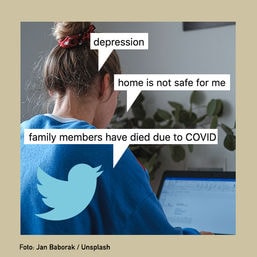 depression
home is not safe for me
family members have died due to COVID
Foto. Jan Baborak / Unsplash